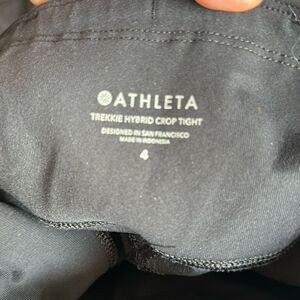 ATHLETA
TREKKIE HYBRID CROP TIGHT
DESIGNED IN SAN FRANCISCO
MADE IN INDONESIA
4